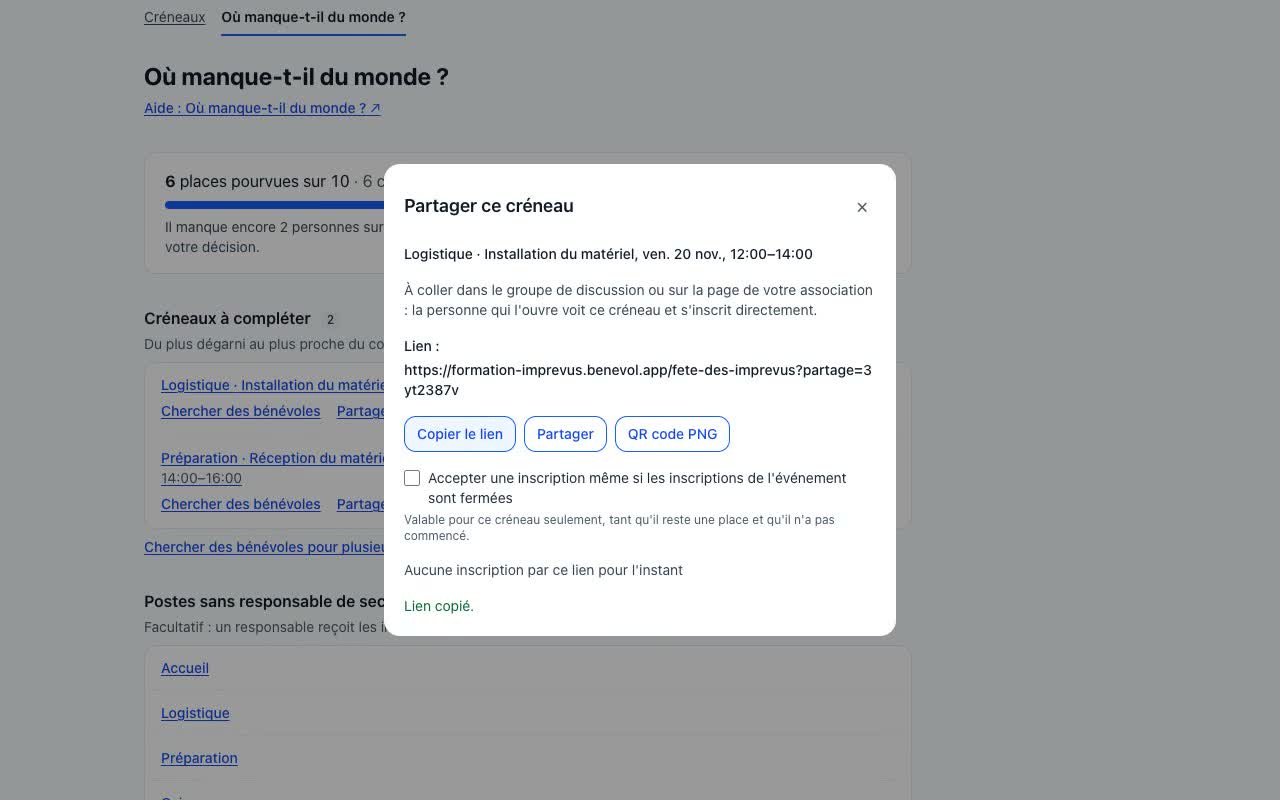 Créneaux
Où manque-t-il du monde ?
Où manque-t-il du monde ?
Aide : Où manque-t-il du monde ? ↗
6 places pourvues sur 10 · 6
Il manque encore 2 personnes sur
votre décision.
Créneaux à compléter 2
Du plus dégarni au plus proche du
Logistique · Installation du
Chercher des bénévoles
Préparation · Réception du
14:00–16:00
Chercher des bénévoles
Chercher des bénévoles pour
Postes sans responsable de
Facultatif : un responsable reçoit les
Accueil
Logistique
Préparation
Partager ce créneau
×
Logistique · Installation du matériel, ven. 20 nov., 12:00–14:00
À coller dans le groupe de discussion ou sur la page de votre association
: la personne qui l'ouvre voit ce créneau et s'inscrit directement.
Lien :
https://formation-imprevus.benevol.app/fete-des-imprevus?partage=3
yt2387v
Copier le lien
Partager
QR code PNG
Accepter une inscription même si les inscriptions de l'événement
sont fermées
Valable pour ce créneau seulement, tant qu'il reste une place et qu'il n'a pas
commencé.
Aucune inscription par ce lien pour l'instant
Lien copié.